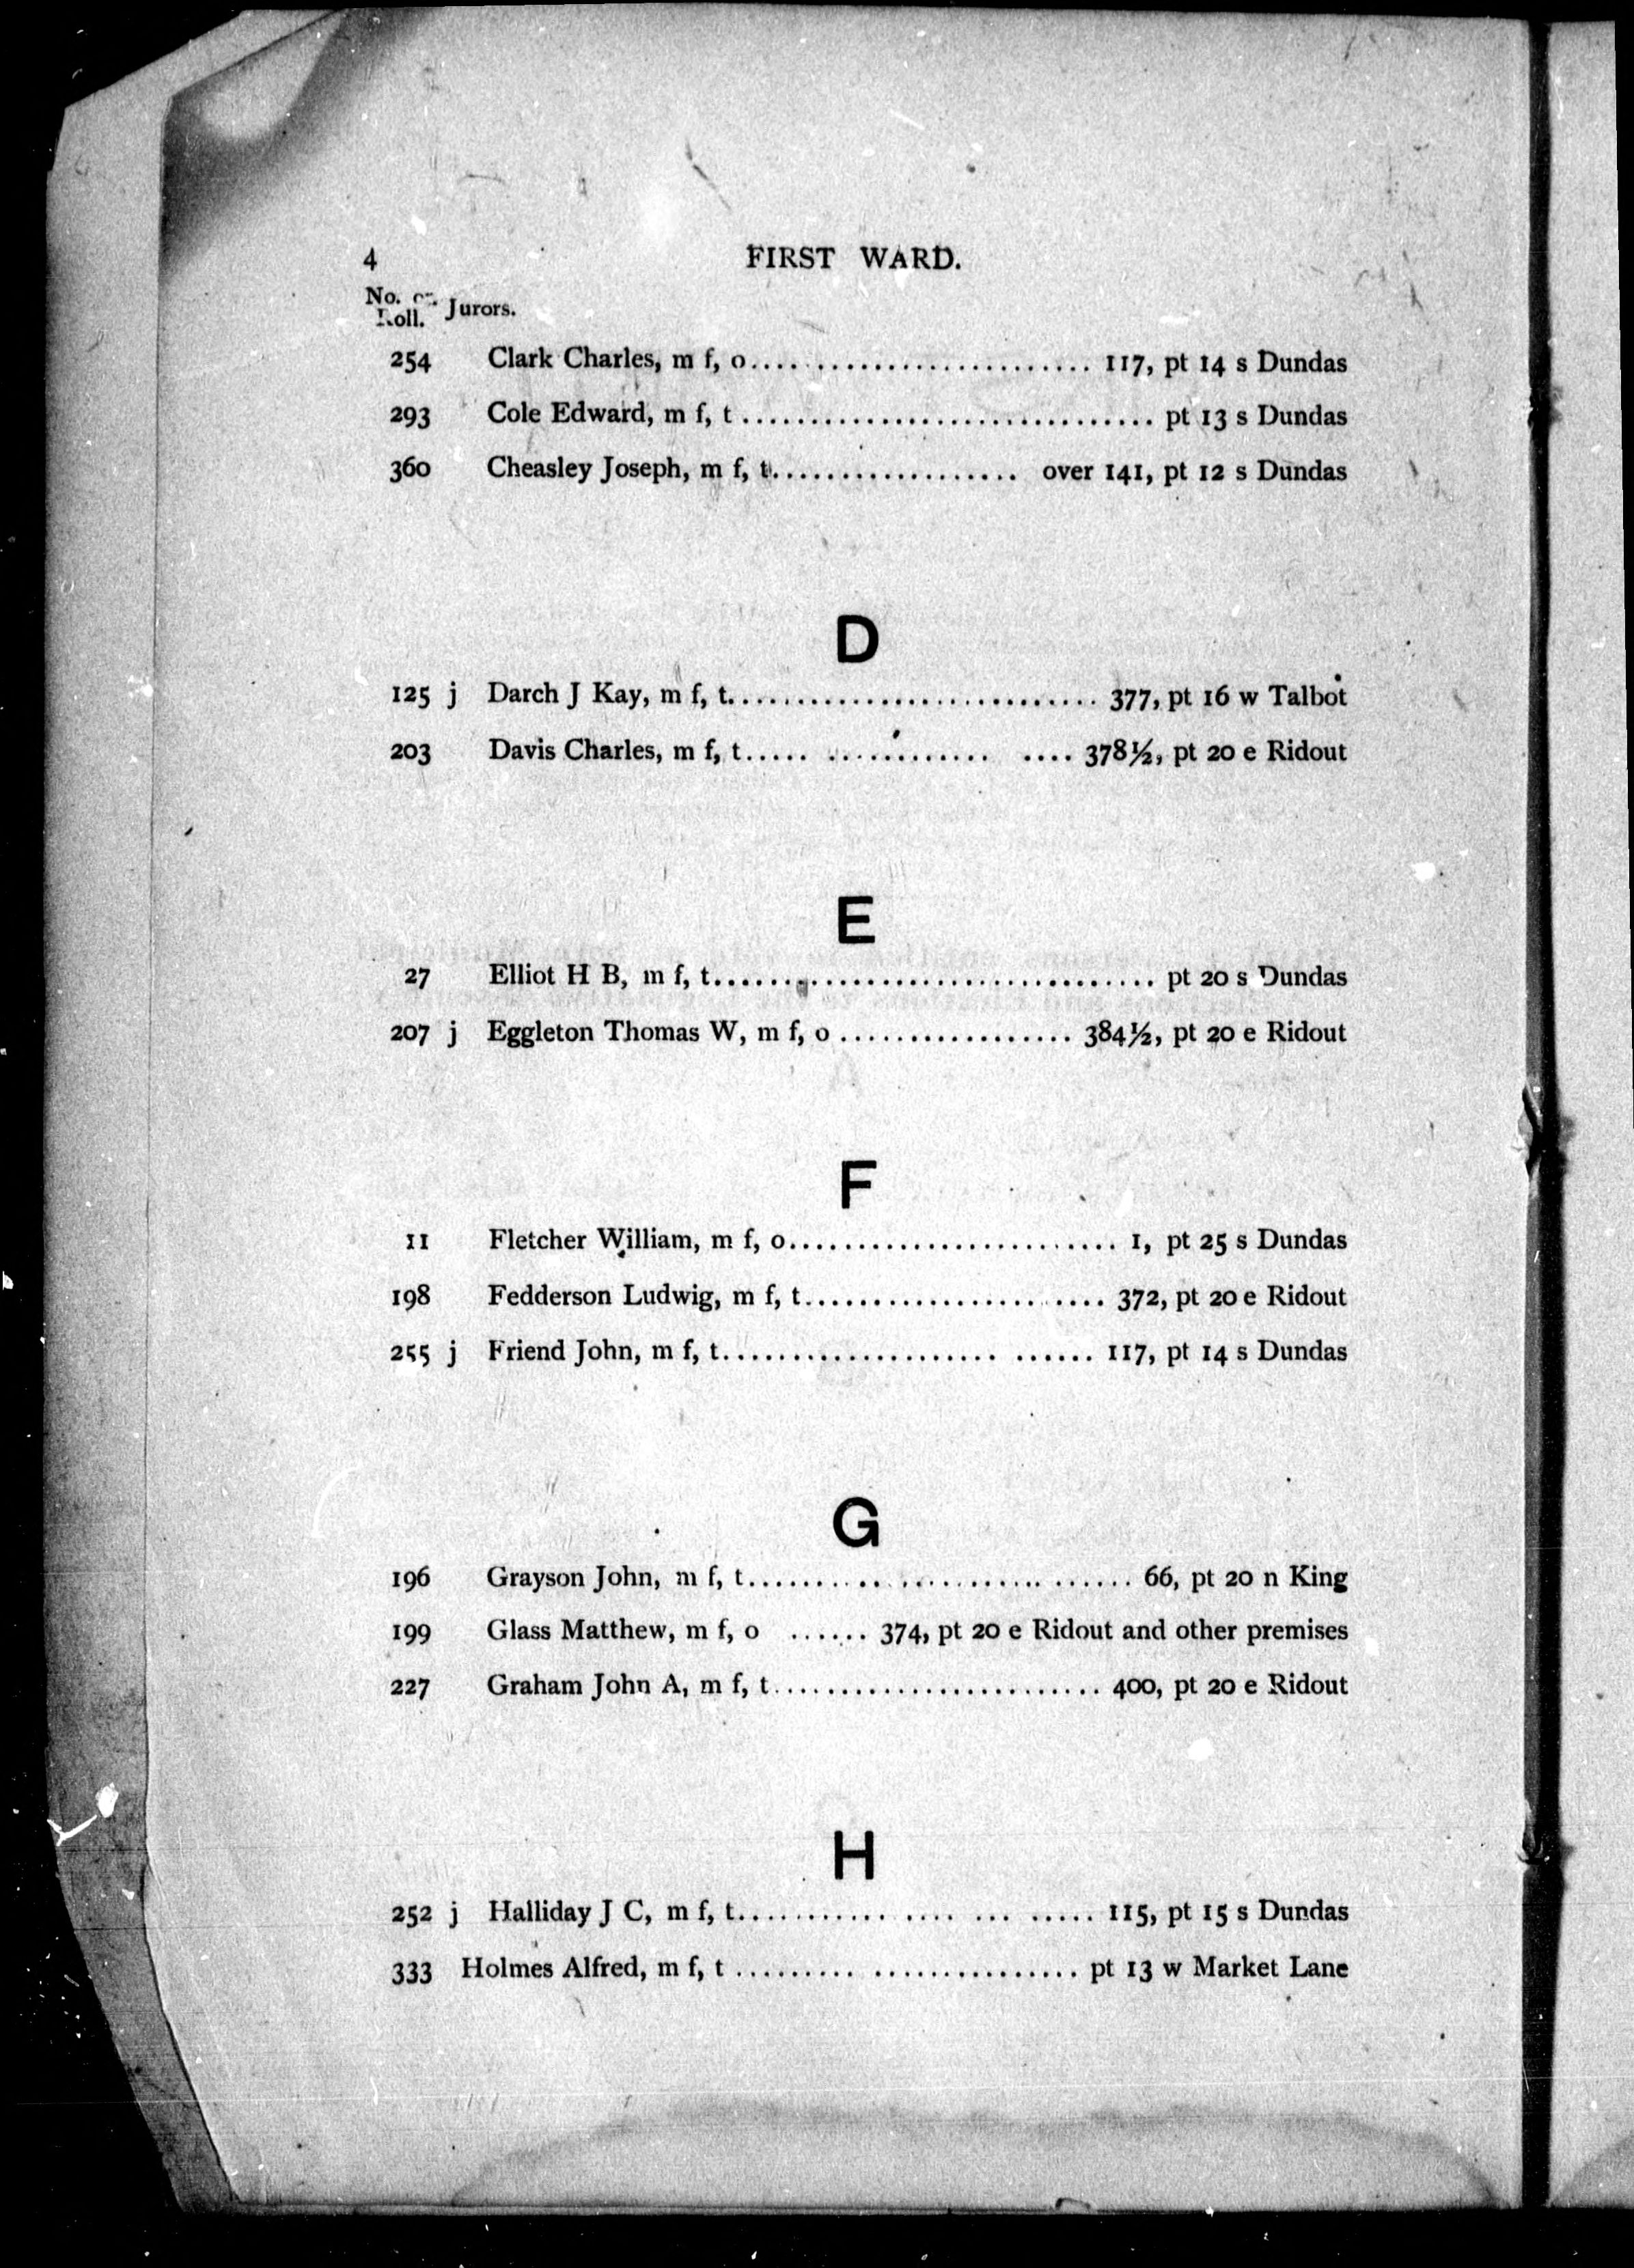 4 FIRST WARD.
No. on Roll. Jurors.
254 Clark Charles, m f, o.......................... 117, pt 14 s Dundas
293 Cole Edward, m f, t .............................. pt 13 s Dundas
360 Cheasley Joseph, m f, t.................. over 141, pt 12 s Dundas
D
125 j Darch J Kay, m f, t........................... 377, pt 16 w Talbot
203 Davis Charles, m f, t..... ............ .... 378½, pt 20 e Ridout
E
27 Elliot H B, m f, t................................ pt 20 s Dundas
207 j Eggleton Thomas W, m f, o ................. 384½, pt 20 e Ridout
F
11 Fletcher William, m f, o........................ 1, pt 25 s Dundas
198 Fedderson Ludwig, m f, t...................... 372, pt 20 e Ridout
255 j Friend John, m f, t.................... ...... 117, pt 14 s Dundas
G
196 Grayson John, m f, t...................... ...... 66, pt 20 n King
199 Glass Matthew, m f, o ...... 374, pt 20 e Ridout and other premises
227 Graham John A, m f, t........................ 400, pt 20 e Ridout
H
252 j Halliday J C, m f, t........... .... ... ..... 115, pt 15 s Dundas
333 Holmes Alfred, m f, t ......... ............... pt 13 w Market Lane